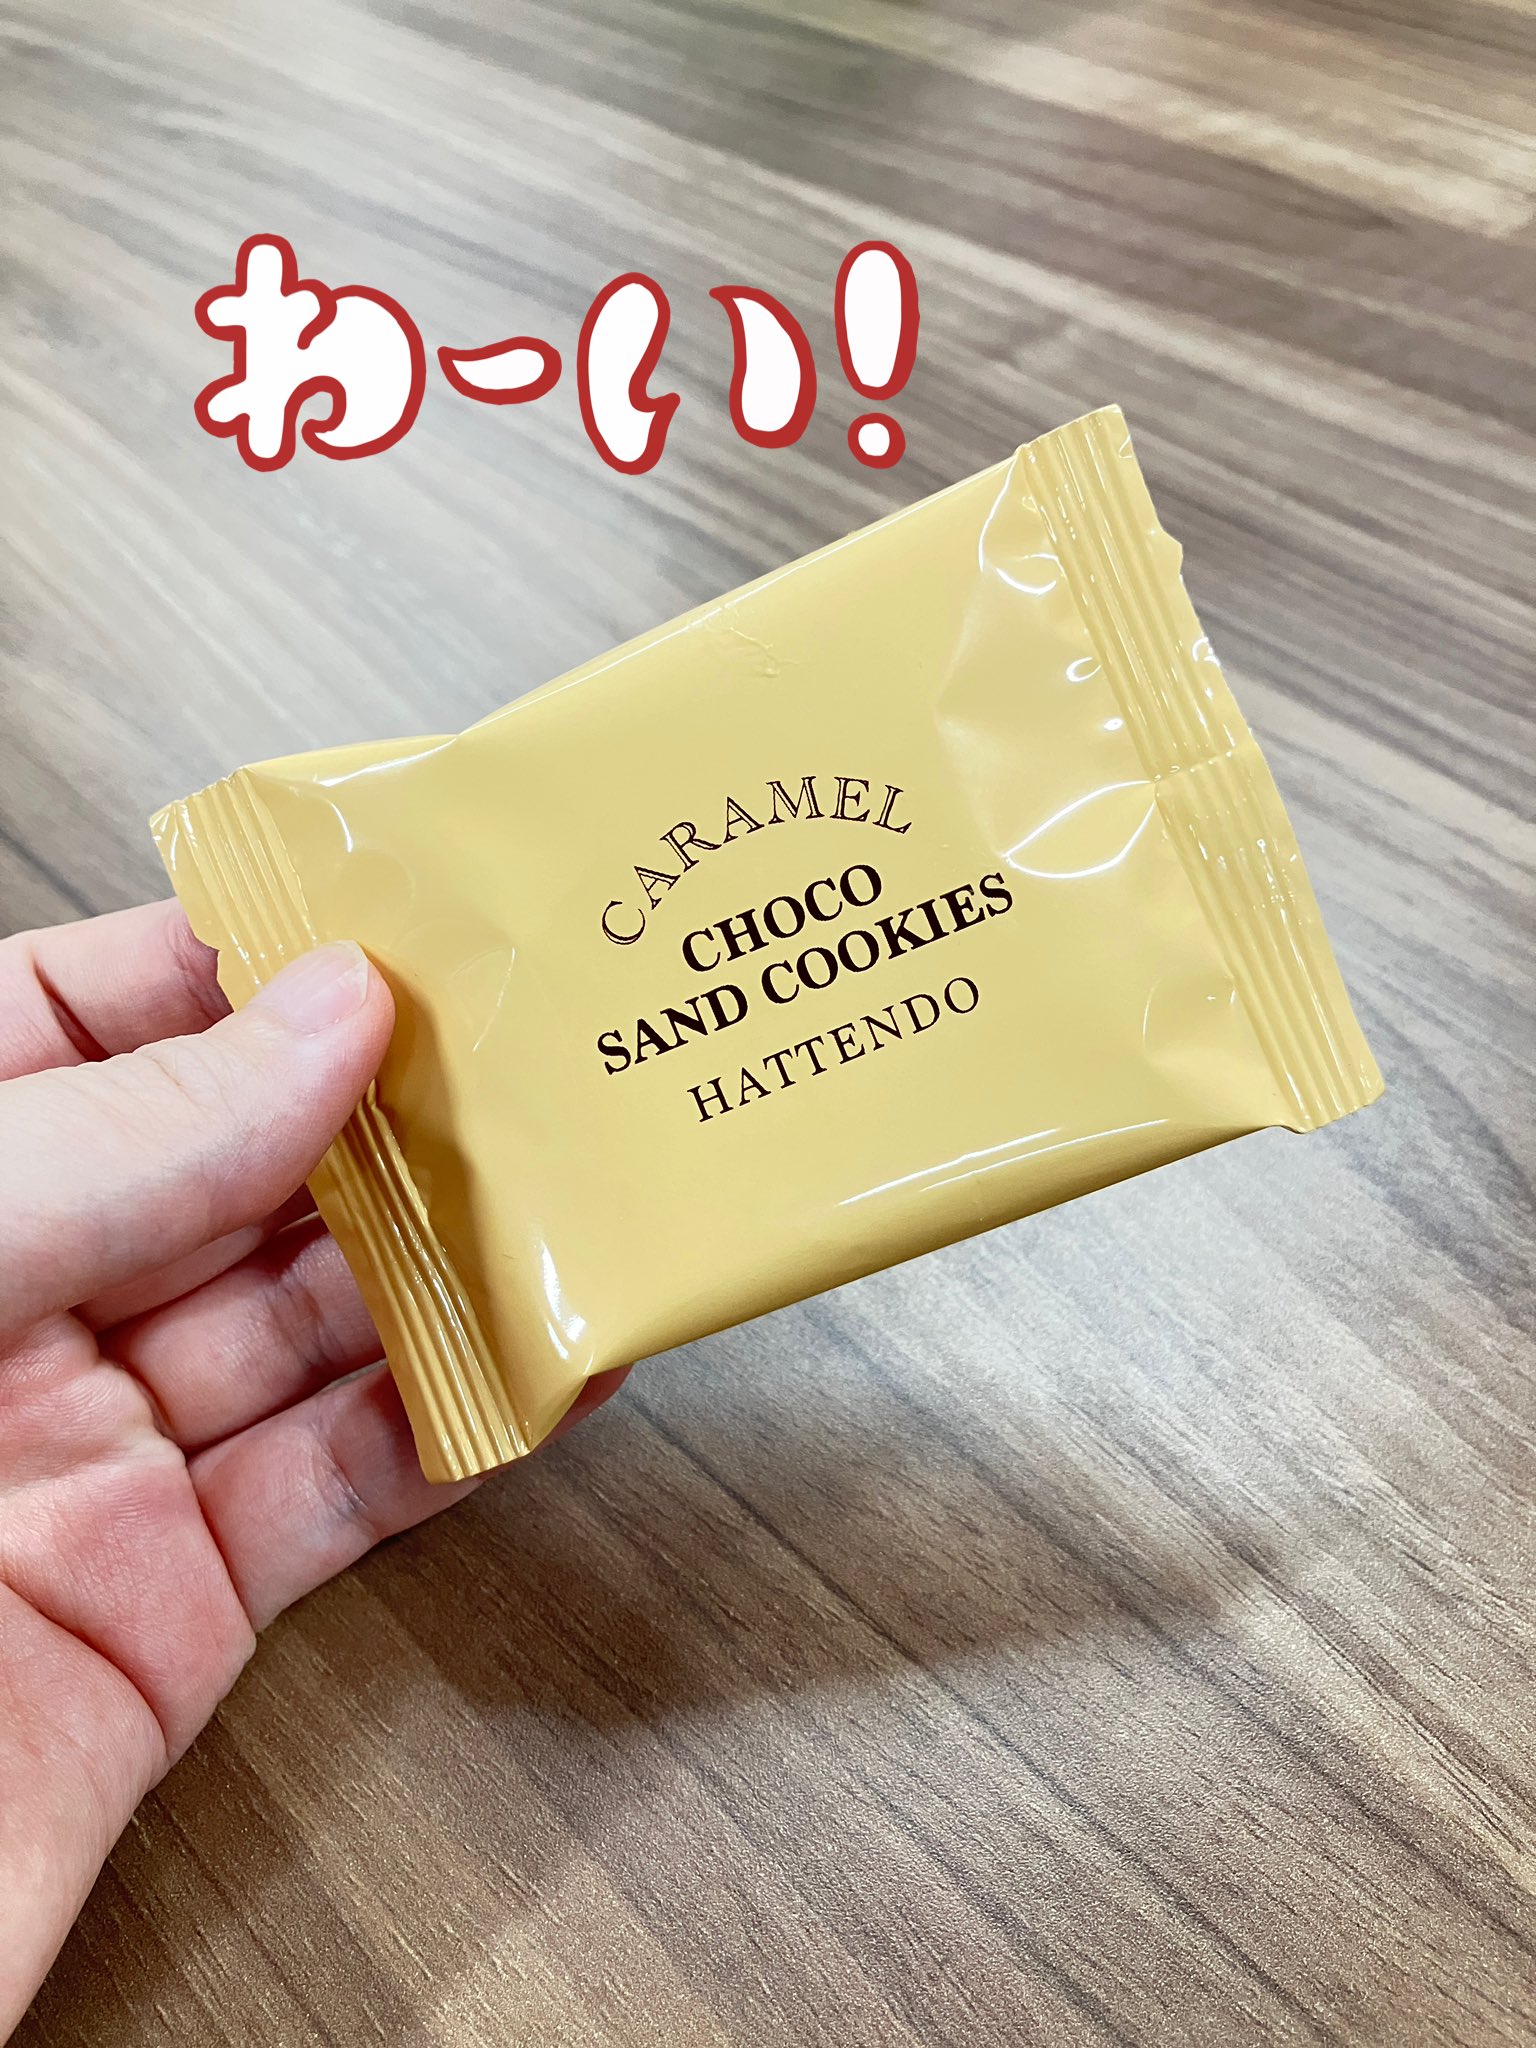 わーい!
CARAMEL
CHOCO
SAND COOKIES
HATTENDO